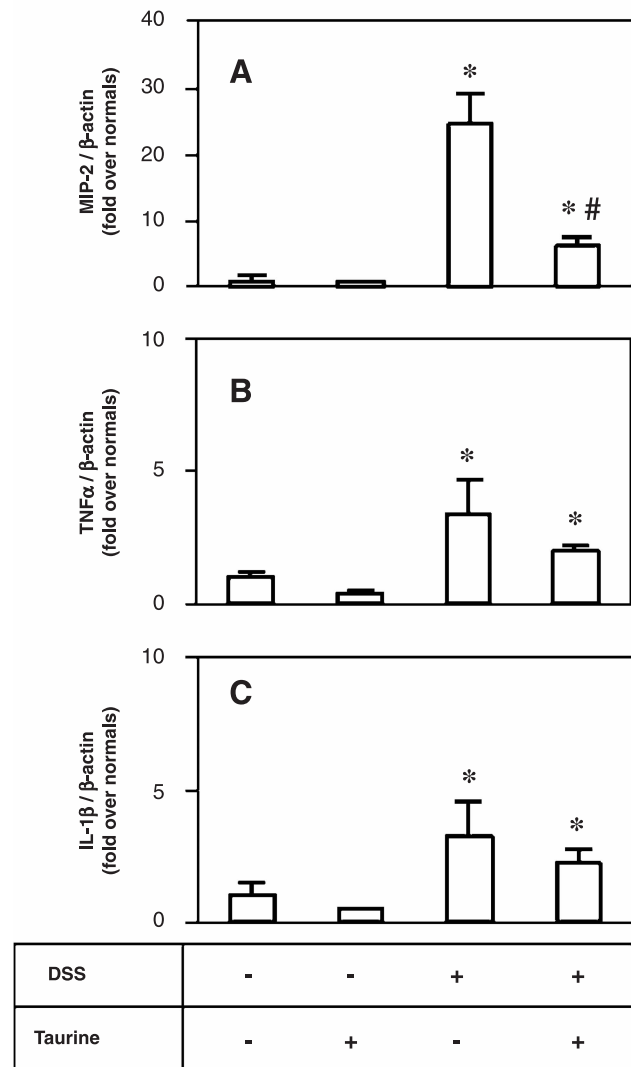 40
30
20
10
0
MIP-2 / β-actin
(fold over normals)
A
*
* #
10
5
0
TNFα / β-actin
(fold over normals)
B
*
*
10
5
0
IL-1β / β-actin
(fold over normals)
C
*
*
DSS - - + +
Taurine - + - +